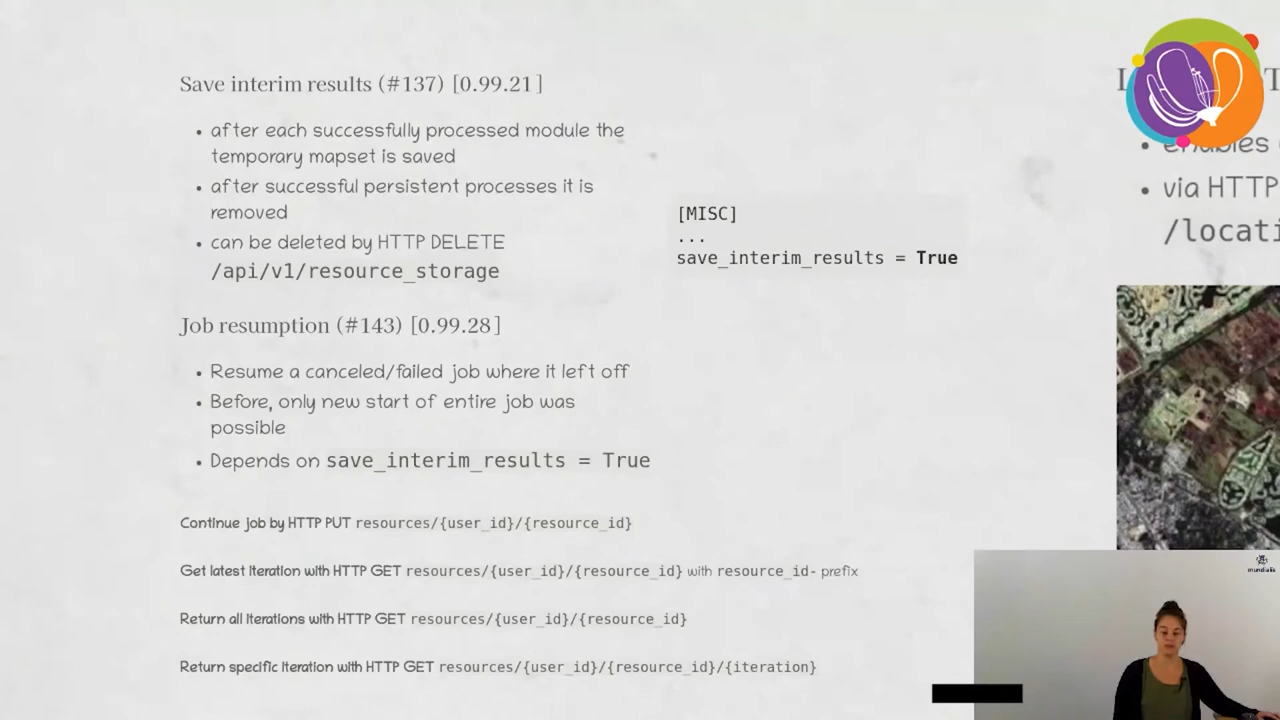 Save interim results (#137) [0.99.21]
• after each successfully processed module the
temporary mapset is saved
• after successful persistent processes it is
removed
• can be deleted by HTTP DELETE
/api/v1/resource_storage
[MISC]
...
save_interim_results = True
Job resumption (#143) [0.99.28]
• Resume a canceled/failed job where it left off
• Before, only new start of entire job was
possible
• Depends on save_interim_results = True
Continue job by HTTP PUT resources/{user_id}/{resource_id}
Get latest iteration with HTTP GET resources/{user_id}/{resource_id} with resource_id- prefix
Return all iterations with HTTP GET resources/{user_id}/{resource_id}
Return specific iteration with HTTP GET resources/{user_id}/{resource_id}/{iteration}
• enables
• via HTTP
/locati
mundialis